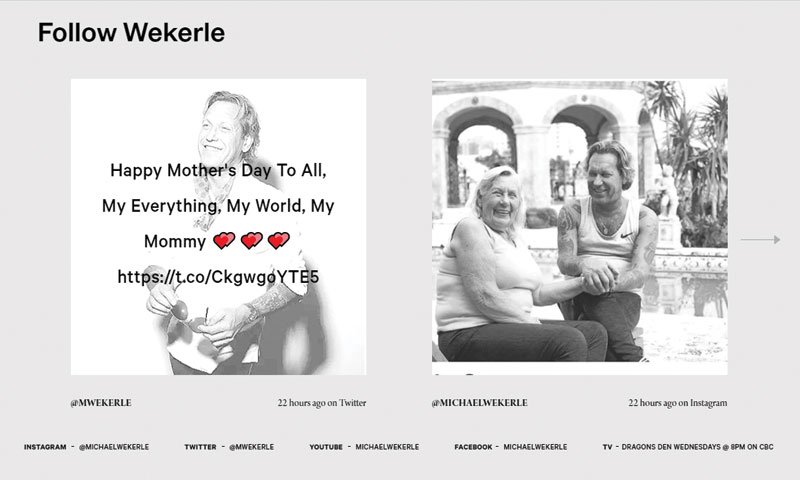 Follow Wekerle
Happy Mother's Day To All,
My Everything, My World, My
Mommy 💞 💞 💞
https://t.co/CkgwgoYTE5
@MWEKERLE 22 hours ago on Twitter
@MICHAELWEKERLE 22 hours ago on Instagram
INSTAGRAM - @MICHAELWEKERLE TWITTER - @MWEKERLE YOUTUBE - MICHAELWEKERLE FACEBOOK - MICHAELWEKERLE TV - DRAGONS DEN WEDNESDAYS @ 8PM ON CBC